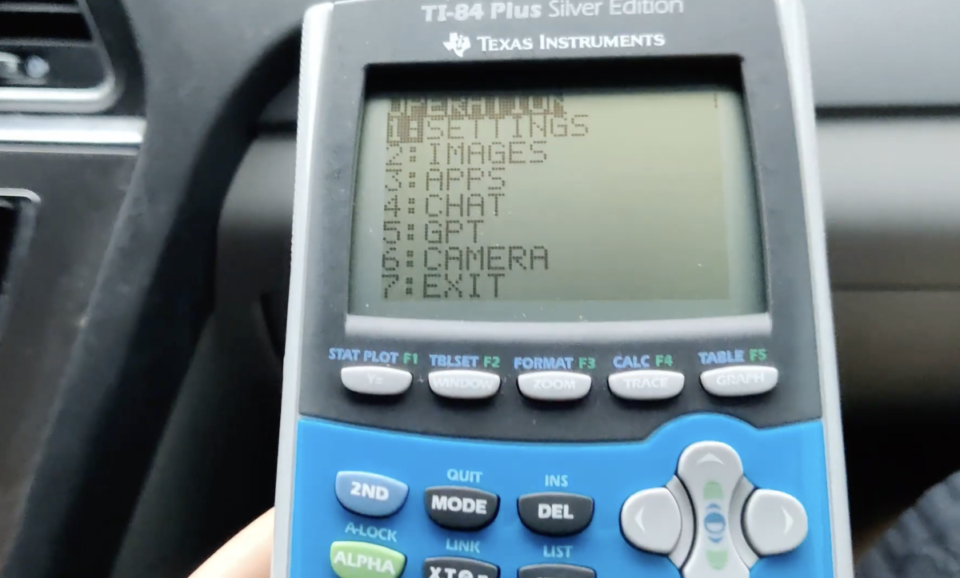 TI-84 Plus Silver Edition
TEXAS INSTRUMENTS
OPERATION
1:SETTINGS
2:IMAGES
3:APPS
4:CHAT
5:GPT
6:CAMERA
7:EXIT
STAT PLOT F1 TBLSET F2 FORMAT F3 CALC F4 TABLE F5
Y= WINDOW ZOOM TRACE GRAPH
QUIT INS
2ND MODE DEL
A-LOCK LINK LIST
ALPHA